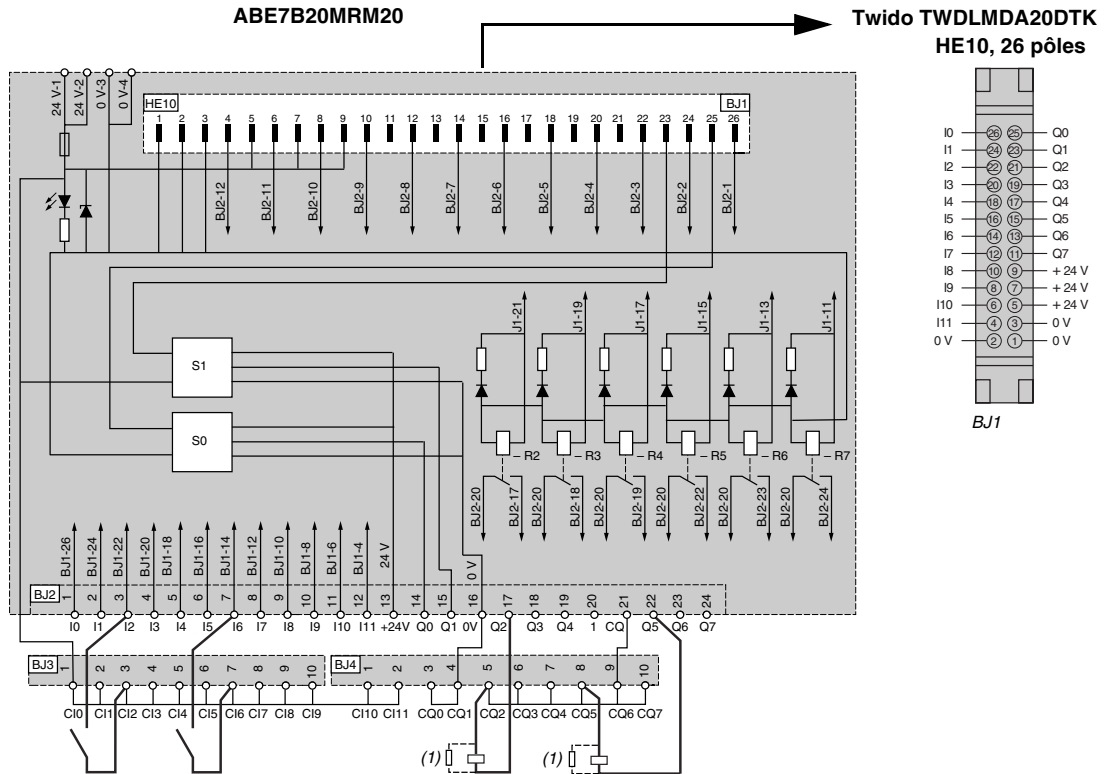 ABE7B20MRM20
Twido TWDLMDA20DTK
HE10, 26 pôles
24 V-1
24 V-2
0 V-3
0 V-4
HE10
BJ1
1 2 3 4 5 6 7 8 9 10 11 12 13 14 15 16 17 18 19 20 21 22 23 24 25 26
BJ2-12
BJ2-11
BJ2-10
BJ2-9
BJ2-8
BJ2-7
BJ2-6
BJ2-5
BJ2-4
BJ2-3
BJ2-2
BJ2-1
I0 26 25 Q0
I1 24 23 Q1
I2 22 21 Q2
I3 20 19 Q3
I4 18 17 Q4
I5 16 15 Q5
I6 14 13 Q6
I7 12 11 Q7
I8 10 9 + 24 V
I9 8 7 + 24 V
I10 6 5 + 24 V
I11 4 3 0 V
0 V 2 1 0 V
BJ1
J1-21
J1-19
J1-17
J1-15
J1-13
J1-11
S1
S0
– R2
– R3
– R4
– R5
– R6
– R7
BJ2-20
BJ2-17
BJ2-20
BJ2-18
BJ2-20
BJ2-19
BJ2-20
BJ2-22
BJ2-20
BJ2-23
BJ2-20
BJ2-24
BJ1-26
BJ1-24
BJ1-22
BJ1-20
BJ1-18
BJ1-16
BJ1-14
BJ1-12
BJ1-10
BJ1-8
BJ1-6
BJ1-4
24 V
0 V
BJ2
1 2 3 4 5 6 7 8 9 10 11 12 13 14 15 16 17 18 19 20 21 22 23 24
I0 I1 I2 I3 I4 I5 I6 I7 I8 I9 I10 I11 +24V Q0 Q1 0V Q2 Q3 Q4 1 CQ Q5 Q6 Q7
BJ3
1 2 3 4 5 6 7 8 9 10
BJ4
1 2 3 4 5 6 7 8 9 10
CI0 CI1 CI2 CI3 CI4 CI5 CI6 CI7 CI8 CI9
CI10 CI11 CQ0 CQ1 CQ2 CQ3 CQ4 CQ5 CQ6 CQ7
(1)
(1)